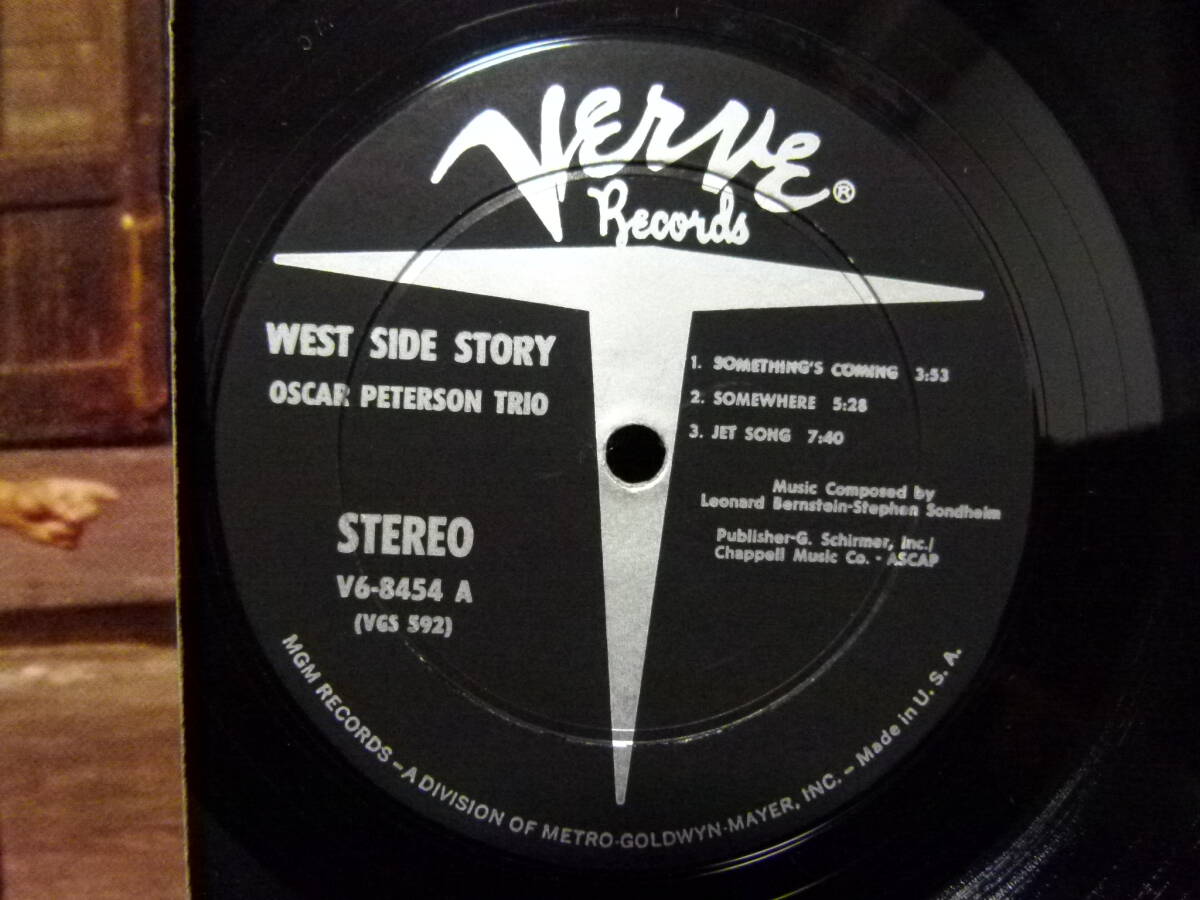 Verve®
Records
WEST SIDE STORY
OSCAR PETERSON TRIO
STEREO
V6-8454 A
(VGS 592)
1. SOMETHING'S COMING 3:53
2. SOMEWHERE 5:28
3. JET SONG 7:40
Music Composed by
Leonard Bernstein-Stephen Sondheim
Publisher-G. Schirmer, Inc./
Chappell Music Co. - ASCAP
MGM RECORDS – A DIVISION OF METRO-GOLDWYN-MAYER, INC. – Made in U. S. A.